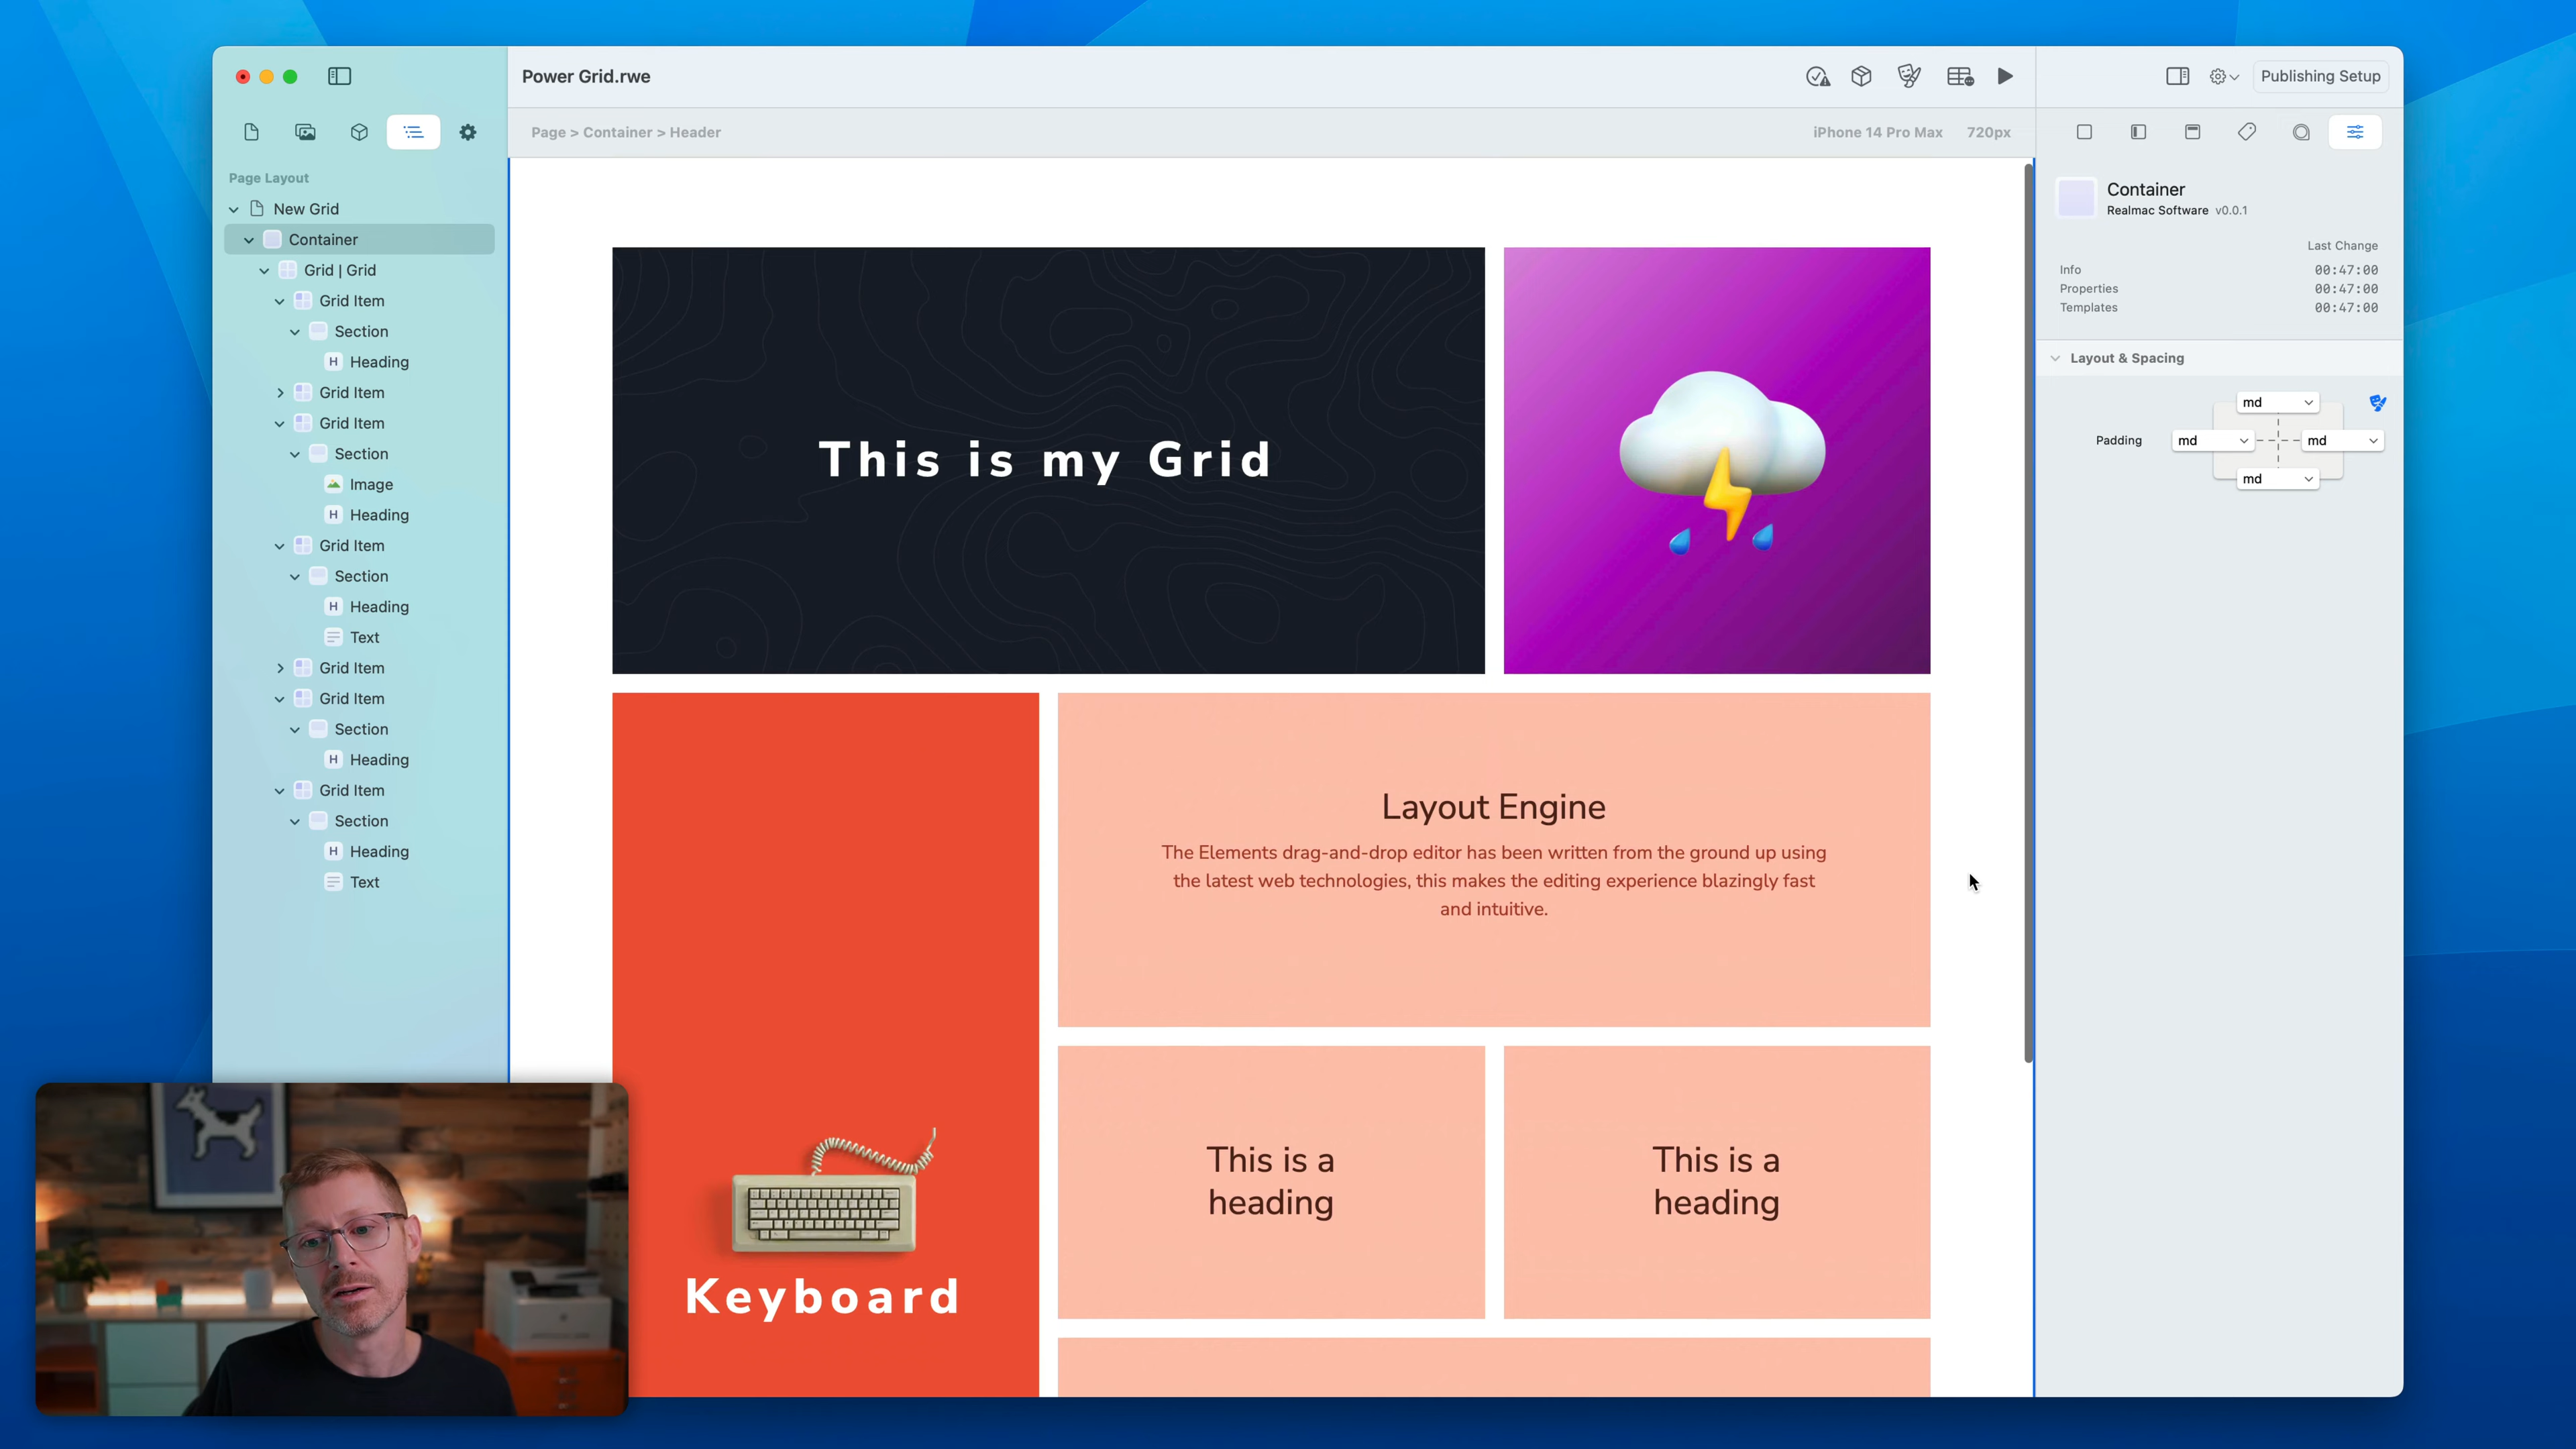 Power Grid.rwe
Publishing Setup
Page > Container > Header
iPhone 14 Pro Max 720px
Page Layout
New Grid
Container
Grid | Grid
Grid Item
Section
H Heading
Grid Item
Grid Item
Section
Image
H Heading
Grid Item
Section
H Heading
Text
Grid Item
Grid Item
Section
H Heading
Grid Item
Section
H Heading
Text
This is my Grid
Layout Engine
The Elements drag-and-drop editor has been written from the ground up using
the latest web technologies, this makes the editing experience blazingly fast
and intuitive.
Keyboard
This is a
heading
This is a
heading
Container
Realmac Software v0.0.1
Last Change
Info 00:47:00
Properties 00:47:00
Templates 00:47:00
Layout & Spacing
md
Padding md md
md